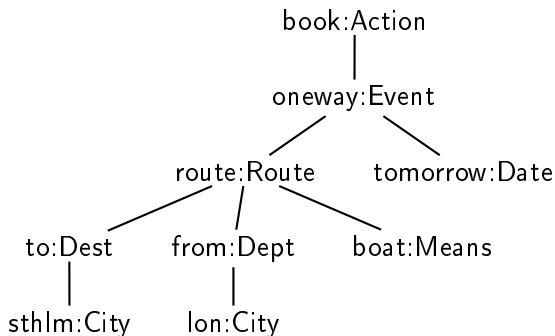 book:Action
oneway:Event
route:Route tomorrow:Date
to:Dest from:Dept boat:Means
sthlm:City lon:City